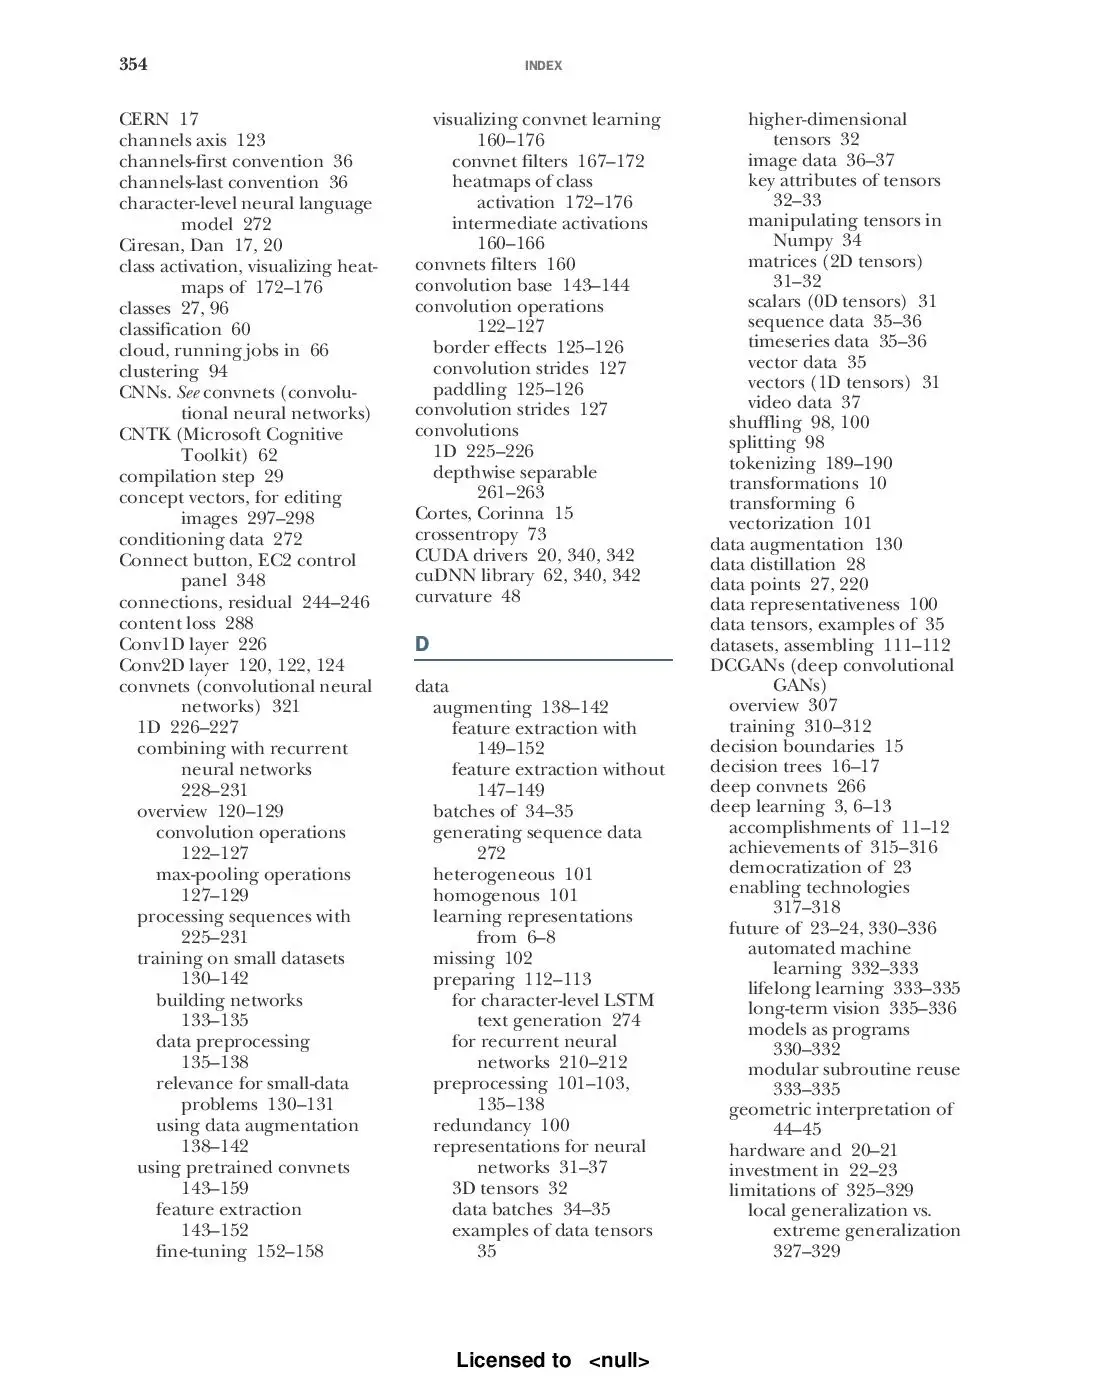 354
INDEX
CERN 17
channels axis 123
channels-first convention 36
channels-last convention 36
character-level neural language
model 272
Ciresan, Dan 17, 20
class activation, visualizing heat-
maps of 172–176
classes 27, 96
classification 60
cloud, running jobs in 66
clustering 94
CNNs. See convnets (convolu-
tional neural networks)
CNTK (Microsoft Cognitive
Toolkit) 62
compilation step 29
concept vectors, for editing
images 297–298
conditioning data 272
Connect button, EC2 control
panel 348
connections, residual 244–246
content loss 288
Conv1D layer 226
Conv2D layer 120, 122, 124
convnets (convolutional neural
networks) 321
1D 226–227
combining with recurrent
neural networks
228–231
overview 120–129
convolution operations
122–127
max-pooling operations
127–129
processing sequences with
225–231
training on small datasets
130–142
building networks
133–135
data preprocessing
135–138
relevance for small-data
problems 130–131
using data augmentation
138–142
using pretrained convnets
143–159
feature extraction
143–152
fine-tuning 152–158
visualizing convnet learning
160–176
convnet filters 167–172
heatmaps of class
activation 172–176
intermediate activations
160–166
convnets filters 160
convolution base 143–144
convolution operations
122–127
border effects 125–126
convolution strides 127
paddling 125–126
convolution strides 127
convolutions
1D 225–226
depthwise separable
261–263
Cortes, Corinna 15
crossentropy 73
CUDA drivers 20, 340, 342
cuDNN library 62, 340, 342
curvature 48
D
data
augmenting 138–142
feature extraction with
149–152
feature extraction without
147–149
batches of 34–35
generating sequence data
272
heterogeneous 101
homogenous 101
learning representations
from 6–8
missing 102
preparing 112–113
for character-level LSTM
text generation 274
for recurrent neural
networks 210–212
preprocessing 101–103,
135–138
redundancy 100
representations for neural
networks 31–37
3D tensors 32
data batches 34–35
examples of data tensors
35
higher-dimensional
tensors 32
image data 36–37
key attributes of tensors
32–33
manipulating tensors in
Numpy 34
matrices (2D tensors)
31–32
scalars (0D tensors) 31
sequence data 35–36
timeseries data 35–36
vector data 35
vectors (1D tensors) 31
video data 37
shuffling 98, 100
splitting 98
tokenizing 189–190
transformations 10
transforming 6
vectorization 101
data augmentation 130
data distillation 28
data points 27, 220
data representativeness 100
data tensors, examples of 35
datasets, assembling 111–112
DCGANs (deep convolutional
GANs)
overview 307
training 310–312
decision boundaries 15
decision trees 16–17
deep convnets 266
deep learning 3, 6–13
accomplishments of 11–12
achievements of 315–316
democratization of 23
enabling technologies
317–318
future of 23–24, 330–336
automated machine
learning 332–333
lifelong learning 333–335
long-term vision 335–336
models as programs
330–332
modular subroutine reuse
333–335
geometric interpretation of
44–45
hardware and 20–21
investment in 22–23
limitations of 325–329
local generalization vs.
extreme generalization
327–329
Licensed to <null>